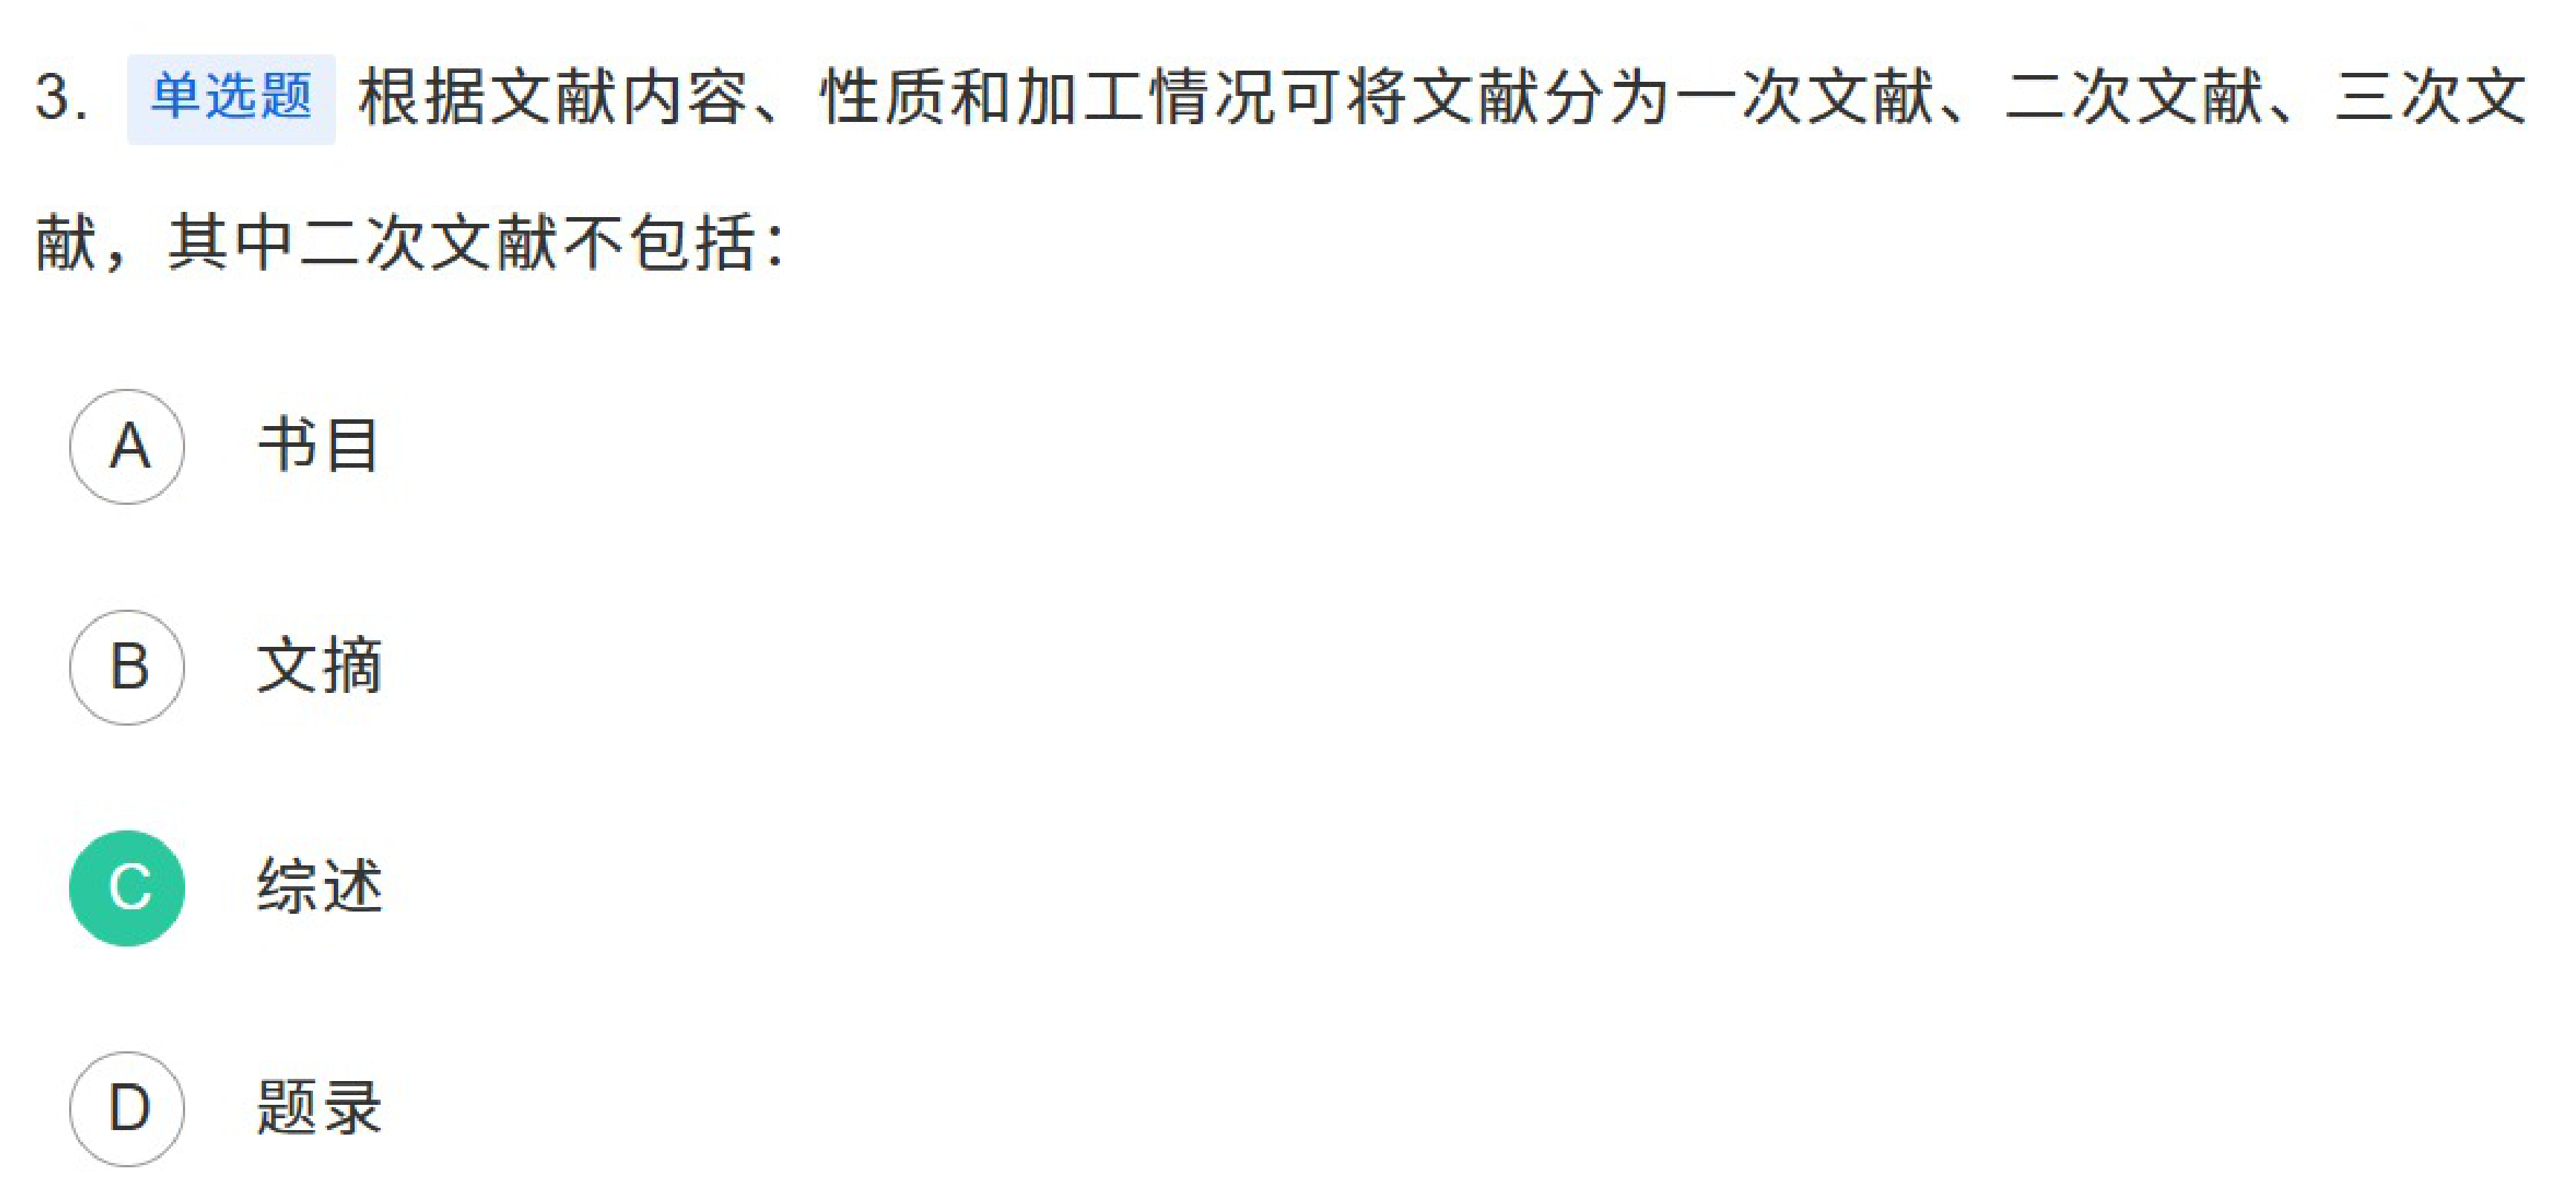 3. 单选题 根据文献内容、性质和加工情况可将文献分为一次文献、二次文献、三次文
献，其中二次文献不包括：
A 书目
B 文摘
C 综述
D 题录